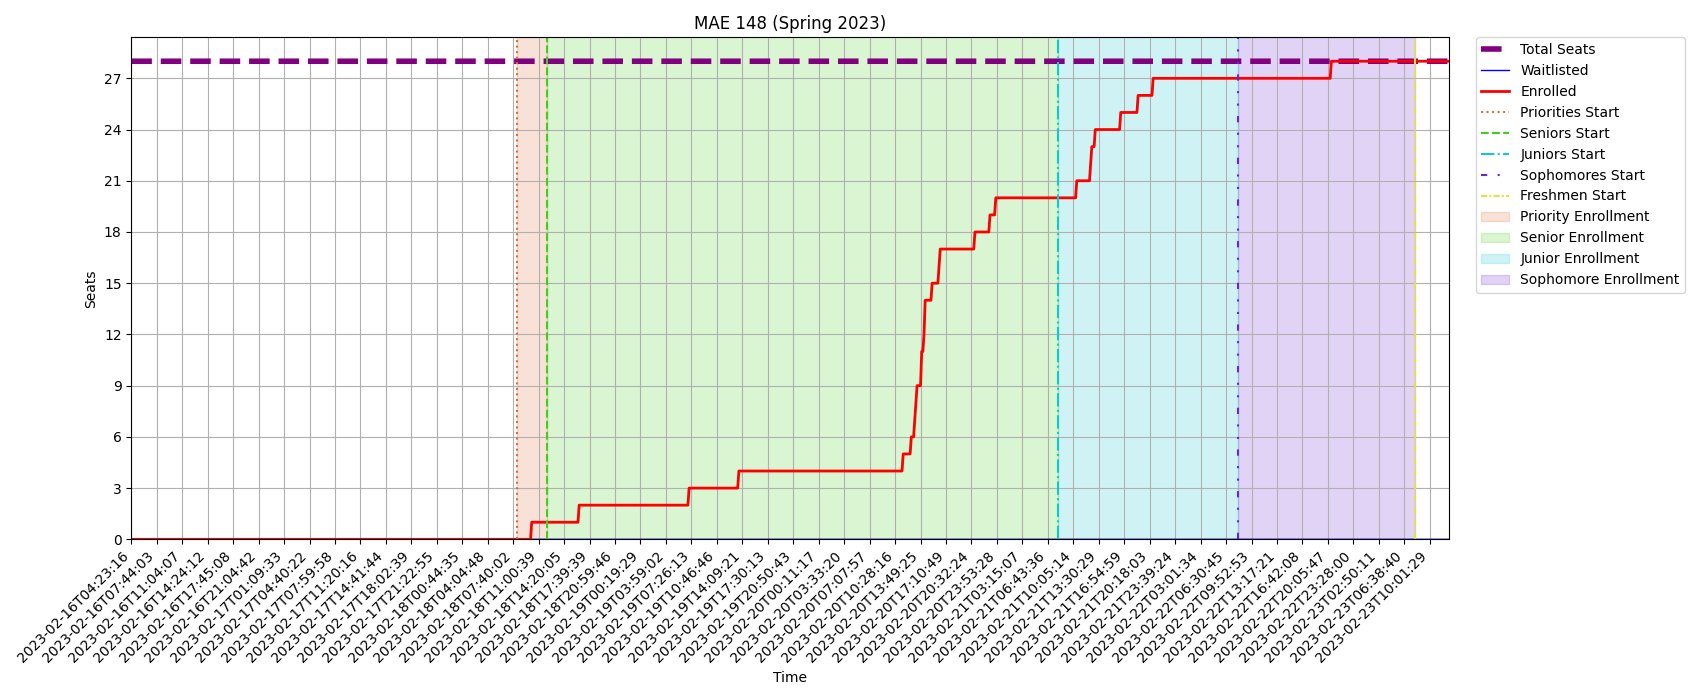 MAE 148 (Spring 2023)
Total Seats
Waitlisted
Enrolled
Priorities Start
Seniors Start
Juniors Start
Sophomores Start
Freshmen Start
Priority Enrollment
Senior Enrollment
Junior Enrollment
Sophomore Enrollment
Seats
27
24
21
18
15
12
9
6
3
0
2023-02-16T04:23:16
2023-02-16T07:44:03
2023-02-16T11:04:07
2023-02-16T14:24:12
2023-02-16T17:45:08
2023-02-16T21:04:42
2023-02-17T01:09:33
2023-02-17T04:40:22
2023-02-17T07:59:58
2023-02-17T11:20:16
2023-02-17T14:41:44
2023-02-17T18:02:39
2023-02-17T21:22:55
2023-02-18T00:44:35
2023-02-18T04:04:48
2023-02-18T07:40:02
2023-02-18T11:00:39
2023-02-18T14:20:05
2023-02-18T17:39:39
2023-02-18T20:59:46
2023-02-19T00:19:29
2023-02-19T03:59:02
2023-02-19T07:26:13
2023-02-19T10:46:46
2023-02-19T14:09:21
2023-02-19T17:30:13
2023-02-19T20:50:43
2023-02-20T00:11:17
2023-02-20T03:33:20
2023-02-20T07:07:57
2023-02-20T10:28:16
2023-02-20T13:49:25
2023-02-20T17:10:49
2023-02-20T20:32:24
2023-02-20T23:53:28
2023-02-21T03:15:07
2023-02-21T06:43:36
2023-02-21T10:05:14
2023-02-21T13:30:29
2023-02-21T16:54:59
2023-02-21T20:18:03
2023-02-21T23:39:24
2023-02-22T03:01:34
2023-02-22T06:30:45
2023-02-22T09:52:53
2023-02-22T13:17:21
2023-02-22T16:42:08
2023-02-22T20:05:47
2023-02-22T23:28:00
2023-02-23T02:50:11
2023-02-23T06:38:40
2023-02-23T10:01:29
Time